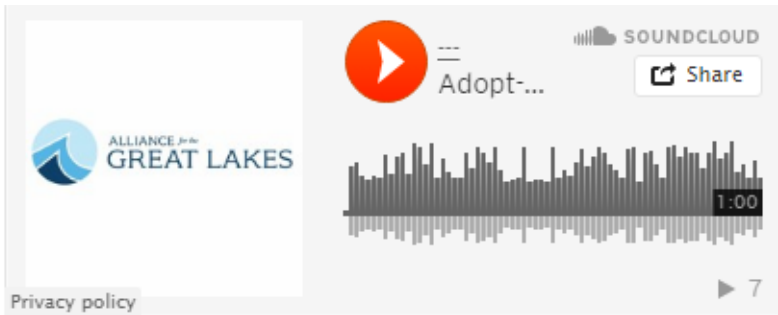 ALLIANCE for the
GREAT LAKES
Privacy policy
---
Adopt-...
SOUNDCLOUD
Share
1:00
7